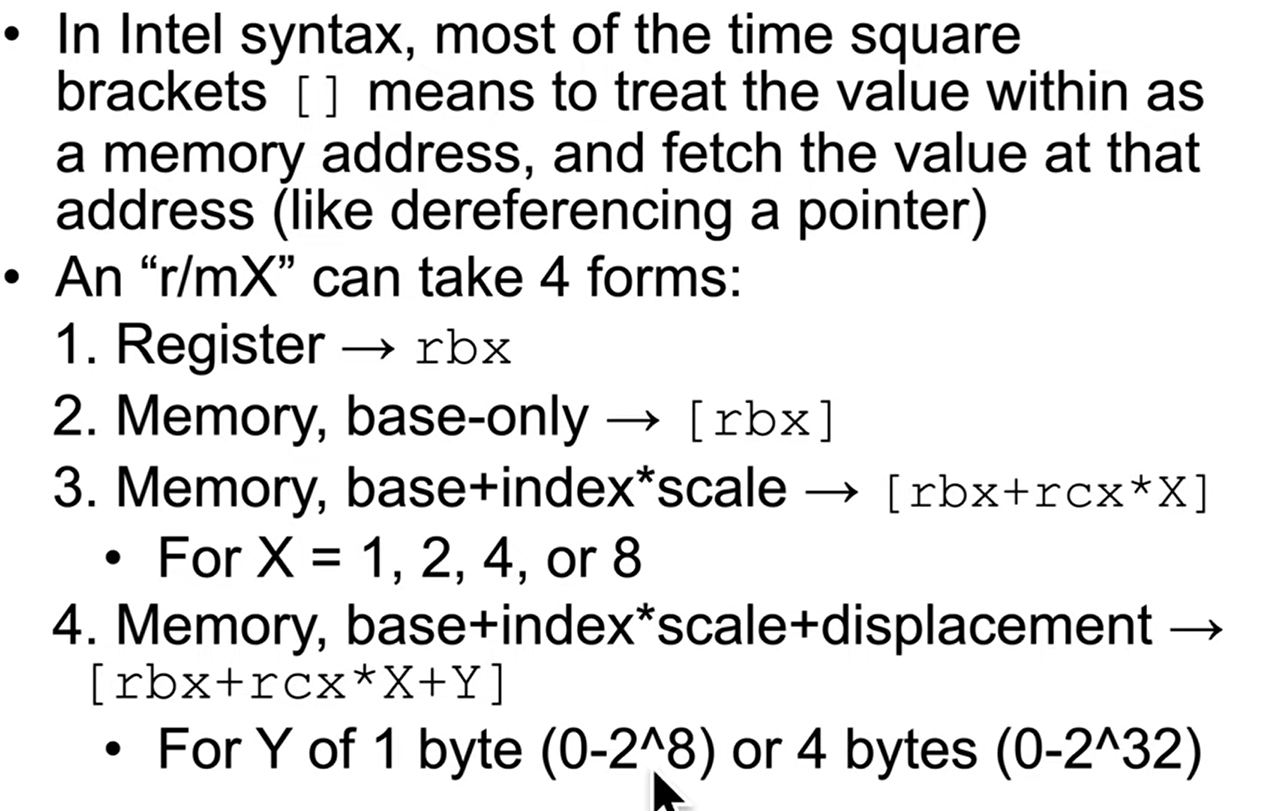 • In Intel syntax, most of the time square
brackets [] means to treat the value within as
a memory address, and fetch the value at that
address (like dereferencing a pointer)
• An “r/mX” can take 4 forms:
1. Register → rbx
2. Memory, base-only → [rbx]
3. Memory, base+index*scale → [rbx+rcx*X]
• For X = 1, 2, 4, or 8
4. Memory, base+index*scale+displacement →
[rbx+rcx*X+Y]
• For Y of 1 byte (0-2^8) or 4 bytes (0-2^32)